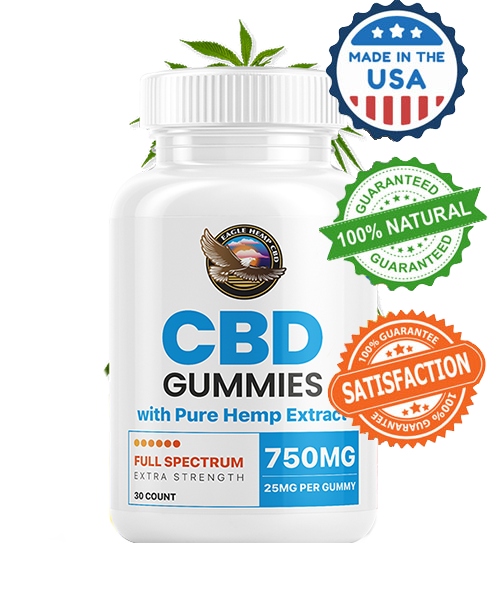 MADE IN THE
USA
GUARANTEED
100% NATURAL
GUARANTEED
EAGLE HEMP CBD
CBD
GUMMIES
with Pure Hemp Extract
100% GUARANTEE
SATISFACTION
100% GUARANTEE
FULL SPECTRUM
EXTRA STRENGTH
30 COUNT
750MG
25MG PER GUMMY